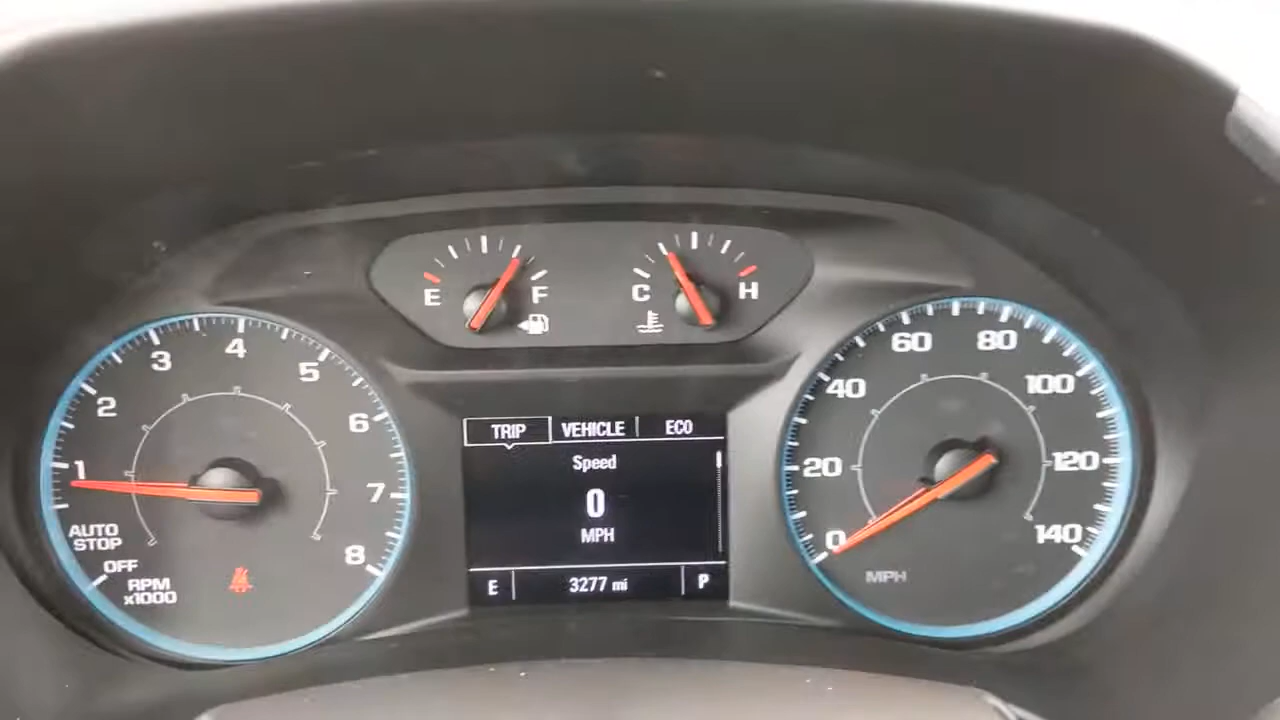 E
F
C
H
1
2
3
4
5
6
7
8
AUTO
STOP
OFF
RPM
x1000
TRIP VEHICLE ECO
Speed
0
MPH
E 3277 mi P
0
20
40
60
80
100
120
140
MPH